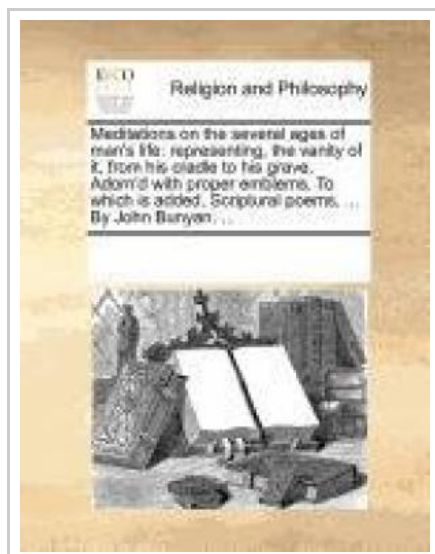 ECCO
Religion and Philosophy
Meditations on the several ages of
man's life: representing, the vanity of
it, from his cradle to his grave.
Adorn'd with proper emblems. To
which is added, Scriptural poems, ...
By John Bunyan. ...